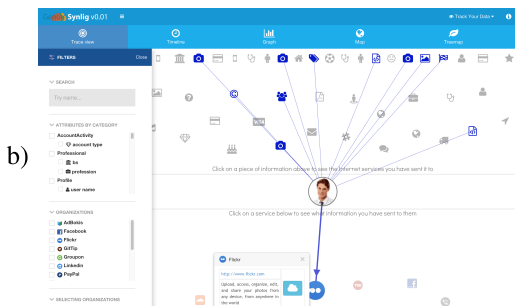 Synlig v0.01
Track Your Data
Trace view
Timeline
Graph
Map
Treemap
FILTERS
Close
SEARCH
Try name...
ATTRIBUTES BY CATEGORY
AccountActivity
account type
Professional
bs
profession
Profile
user name
ORGANIZATIONS
AdBokis
Facebook
Flickr
GitTip
Groupon
LinkedIn
PayPal
SELECTING ORGANIZATIONS
b)
Click on a piece of information above to see the Internet services you have sent it to
Click on a service below to see what information you have sent to them
Flickr
http://www.flickr.com
Upload, access, organize, edit,
and share your photos from
any device, from anywhere in
the world